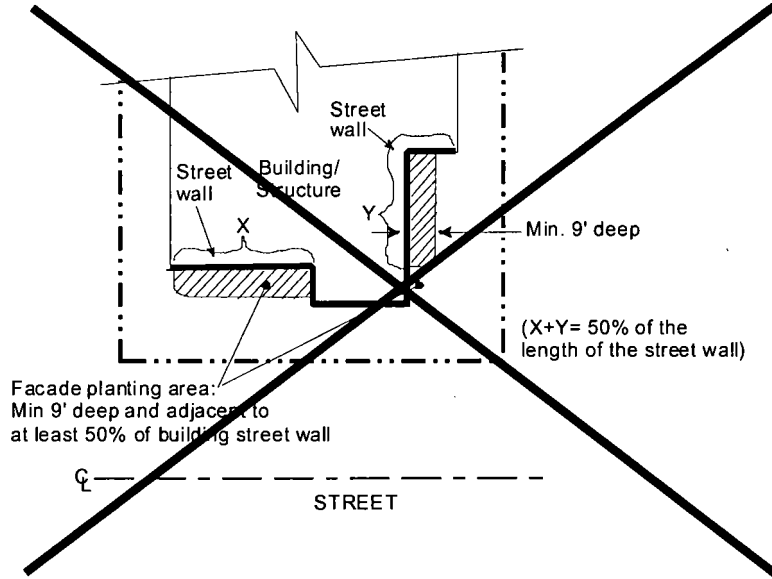 Street
wall
Street
wall
Building/
Structure
X
Y
Min. 9' deep
(X+Y= 50% of the
length of the street wall)
Facade planting area:
Min 9' deep and adjacent to
at least 50% of building street wall
℄
STREET